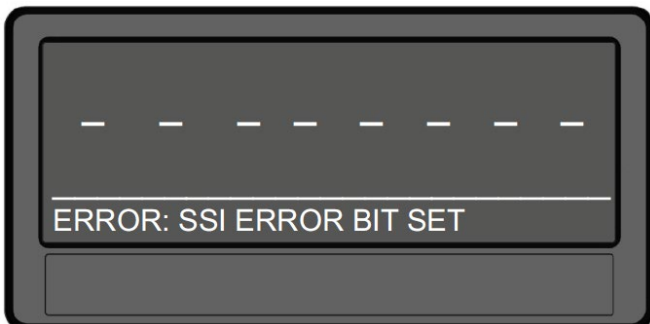 – – – – – – – –
ERROR: SSI ERROR BIT SET